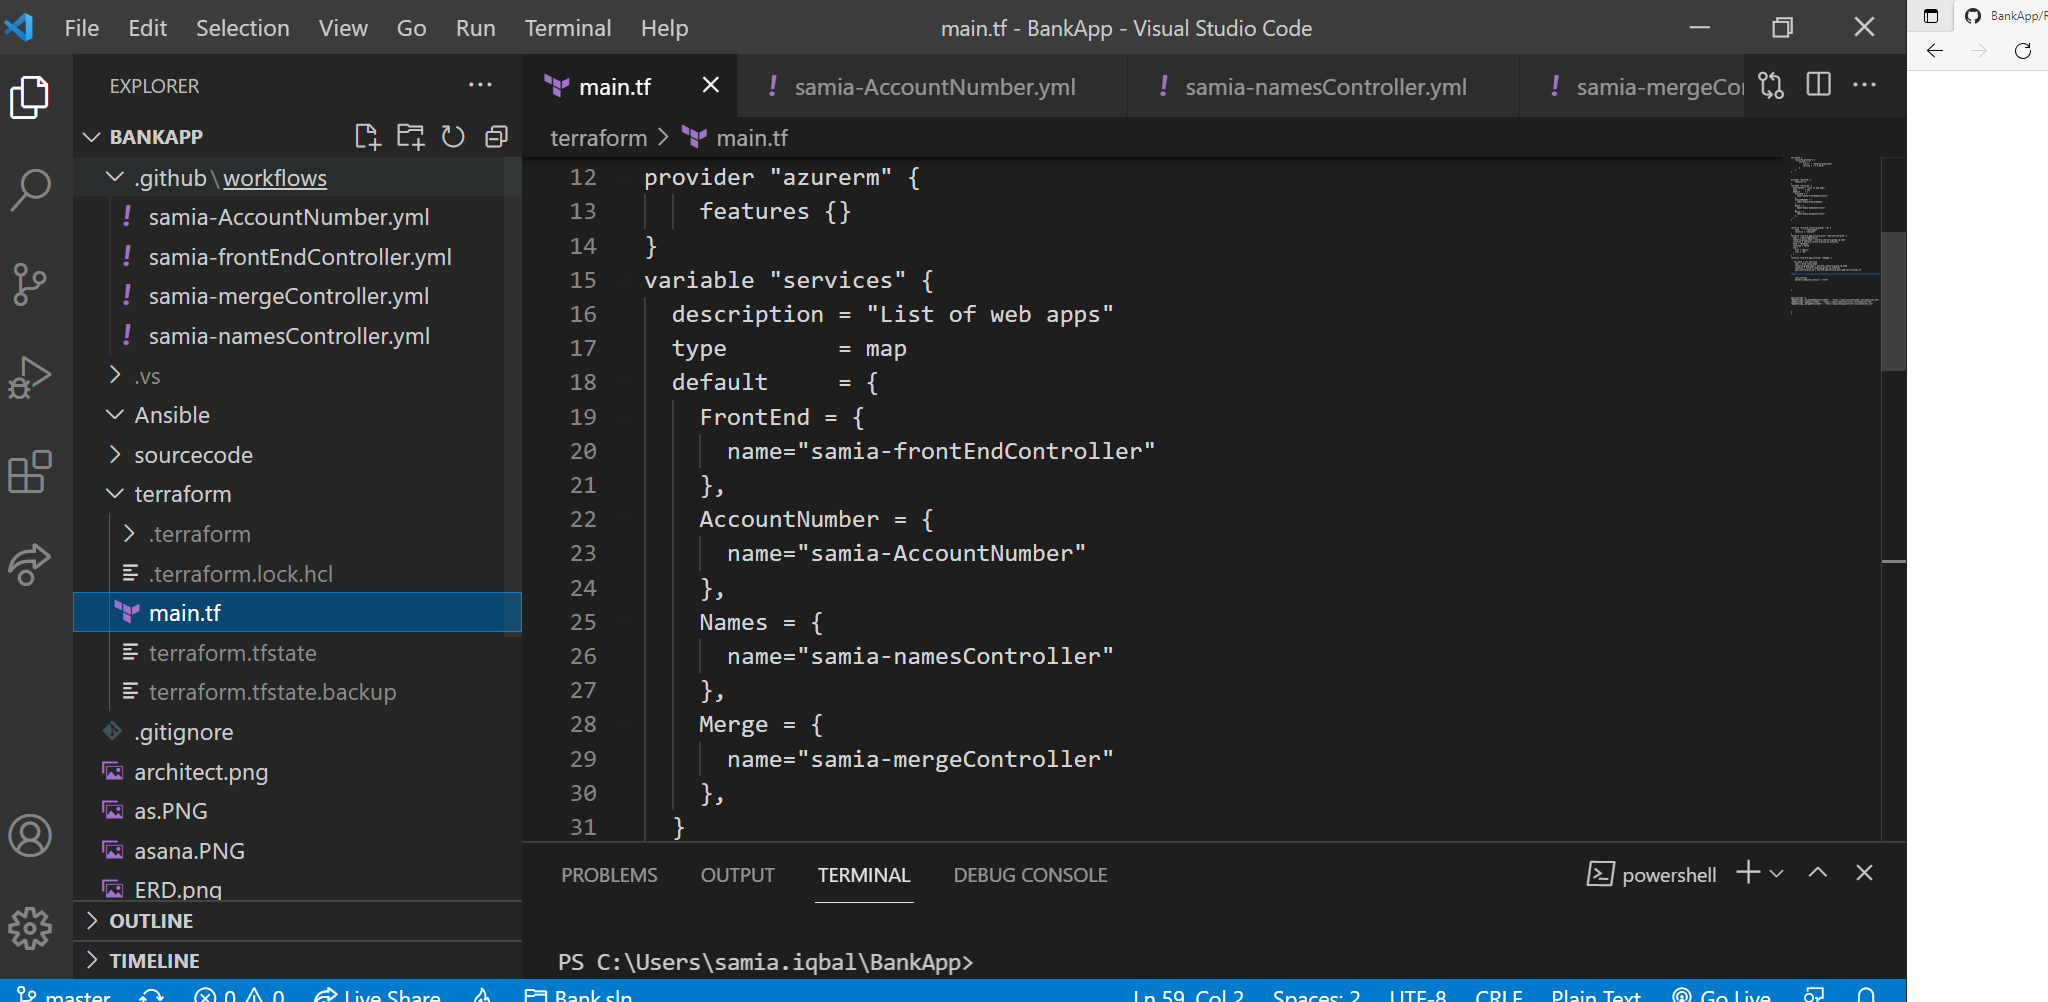 File Edit Selection View Go Run Terminal Help
main.tf - BankApp - Visual Studio Code
BankApp/R
EXPLORER
BANKAPP
.github\workflows
samia-AccountNumber.yml
samia-frontEndController.yml
samia-mergeController.yml
samia-namesController.yml
.vs
Ansible
sourcecode
terraform
.terraform
.terraform.lock.hcl
main.tf
terraform.tfstate
terraform.tfstate.backup
.gitignore
architect.png
as.PNG
asana.PNG
ERD.png
OUTLINE
TIMELINE
main.tf samia-AccountNumber.yml samia-namesController.yml samia-mergeCo
terraform > main.tf
12 provider "azurerm" {
13 features {}
14 }
15 variable "services" {
16 description = "List of web apps"
17 type = map
18 default = {
19 FrontEnd = {
20 name="samia-frontEndController"
21 },
22 AccountNumber = {
23 name="samia-AccountNumber"
24 },
25 Names = {
26 name="samia-namesController"
27 },
28 Merge = {
29 name="samia-mergeController"
30 },
31 }
PROBLEMS OUTPUT TERMINAL DEBUG CONSOLE
powershell
PS C:\Users\samia.iqbal\BankApp>
master 0 0 Live Share Bank.sln Ln 59, Col 2 Spaces: 2 UTF-8 CRLF Plain Text Go Live